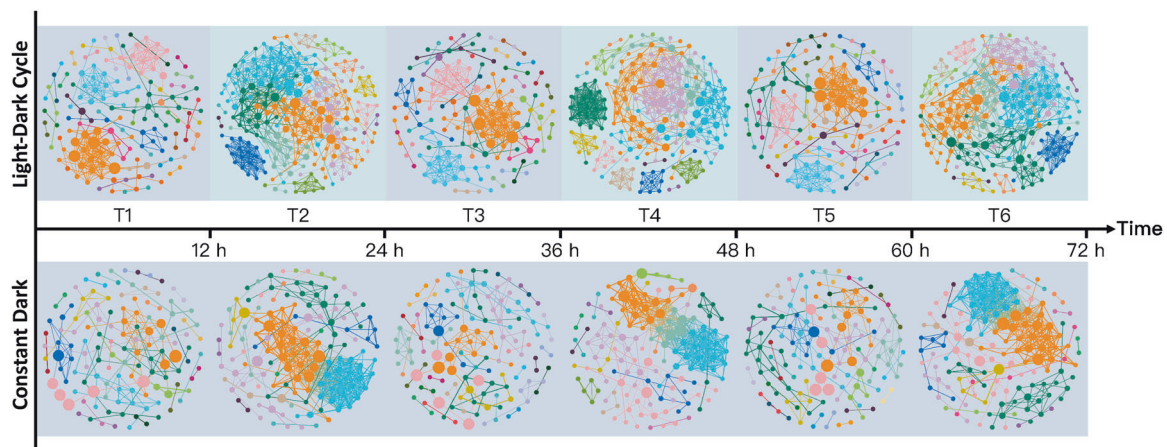 Light-Dark Cycle
T1 T2 T3 T4 T5 T6
Time
12 h 24 h 36 h 48 h 60 h 72 h
Constant Dark